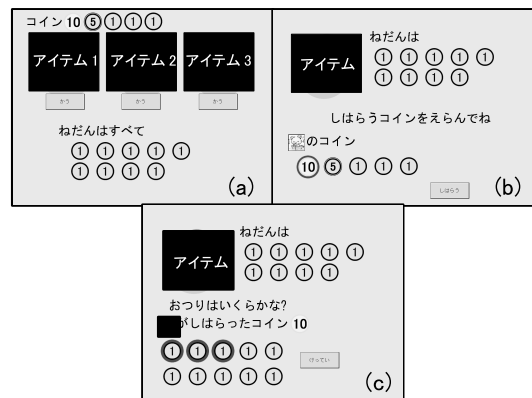 コイン 10 5 1 1 1 1
アイテム 1 アイテム 2 アイテム 3
かう かう かう
ねだんはすべて
1 1 1 1 1
1 1 1 1
(a)
ねだんは
アイテム
1 1 1 1 1
1 1 1 1
しはらうコインをえらんでね
のコイン
10 5 1 1 1
しはらう
(b)
ねだんは
アイテム
1 1 1 1 1
1 1 1 1
おつりはいくらかな?
がしはらったコイン 10
1 1 1 1 1
けってい
1 1 1 1 1
(c)